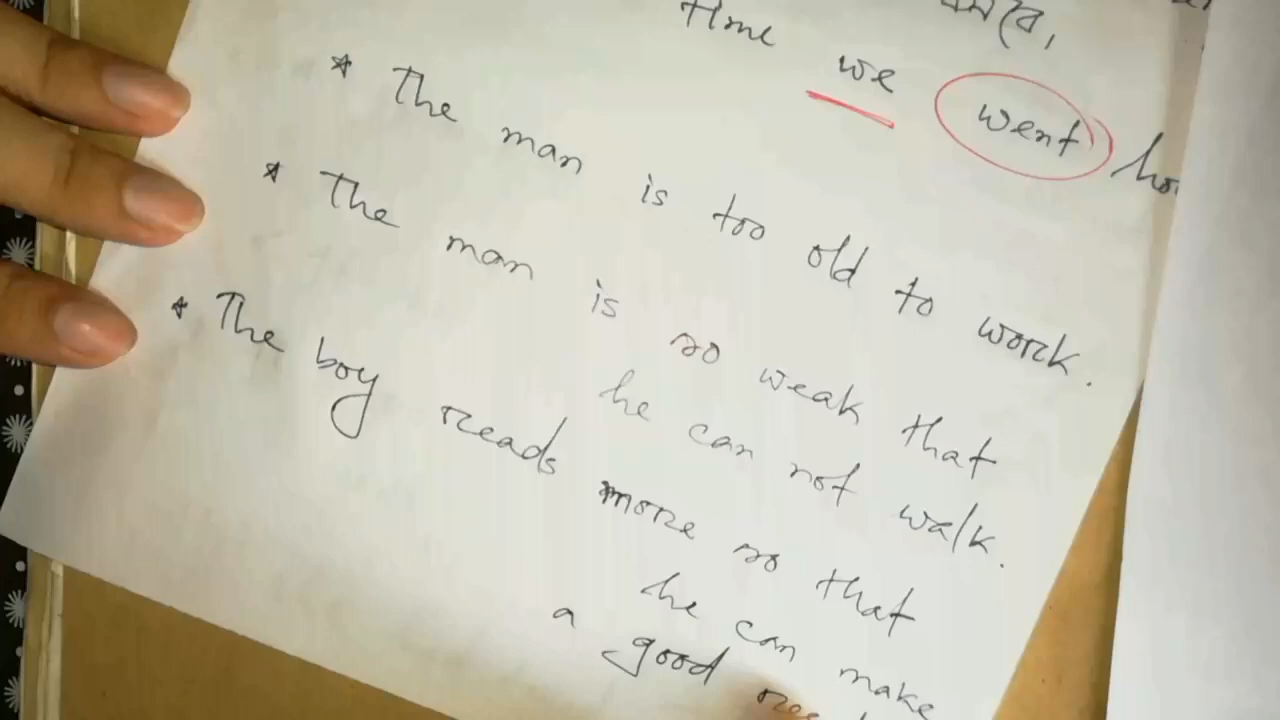 time we went
* The man is too old to work.
* The man is so weak that
he can not walk.
* The boy reads more so that
he can make
a good